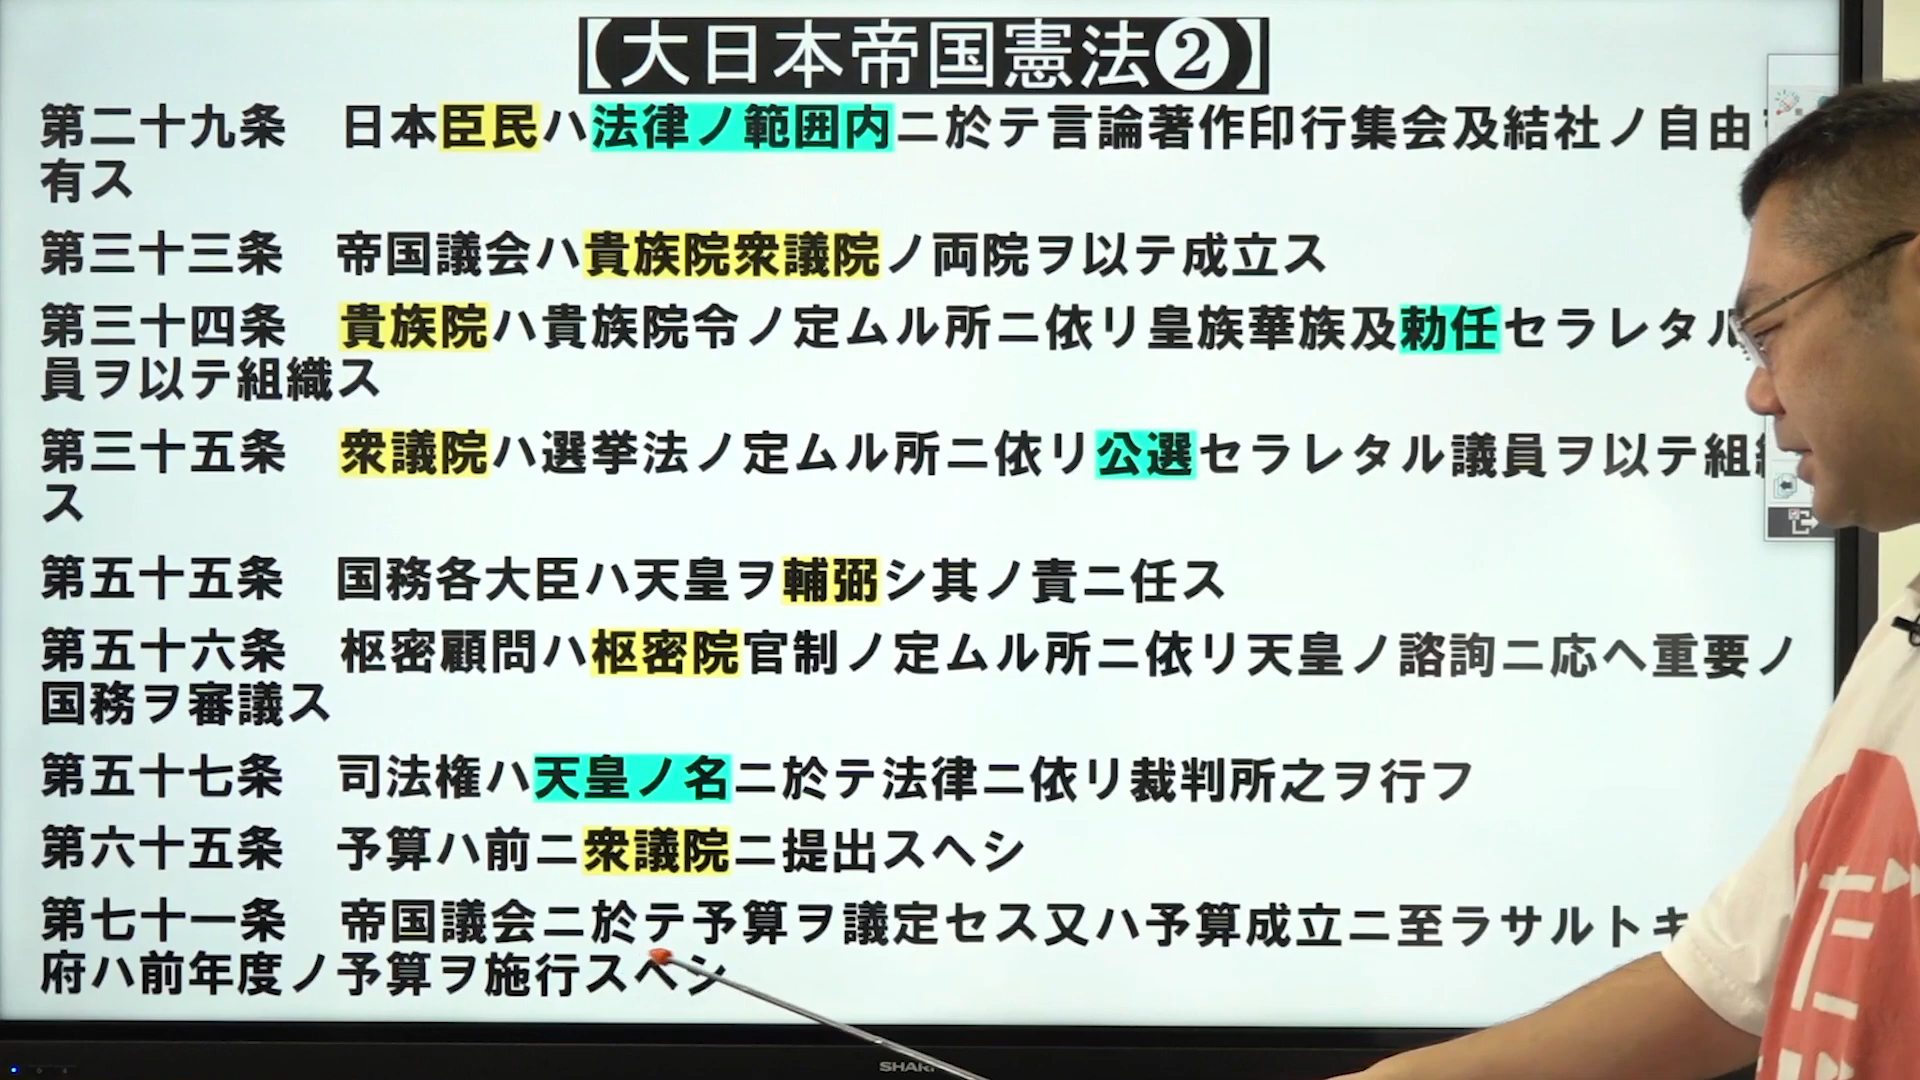 【大日本帝国憲法❷】
第二十九条　日本臣民ハ法律ノ範囲内ニ於テ言論著作印行集会及結社ノ自由
有ス
第三十三条　帝国議会ハ貴族院衆議院ノ両院ヲ以テ成立ス
第三十四条　貴族院ハ貴族院令ノ定ムル所ニ依リ皇族華族及勅任セラレタル
員ヲ以テ組織ス
第三十五条　衆議院ハ選挙法ノ定ムル所ニ依リ公選セラレタル議員ヲ以テ組
ス
第五十五条　国務各大臣ハ天皇ヲ輔弼シ其ノ責ニ任ス
第五十六条　枢密顧問ハ枢密院官制ノ定ムル所ニ依リ天皇ノ諮詢ニ応ヘ重要ノ
国務ヲ審議ス
第五十七条　司法権ハ天皇ノ名ニ於テ法律ニ依リ裁判所之ヲ行フ
第六十五条　予算ハ前ニ衆議院ニ提出スヘシ
第七十一条　帝国議会ニ於テ予算ヲ議定セス又ハ予算成立ニ至ラサルトキ
府ハ前年度ノ予算ヲ施行スヘシ
SHARP
た